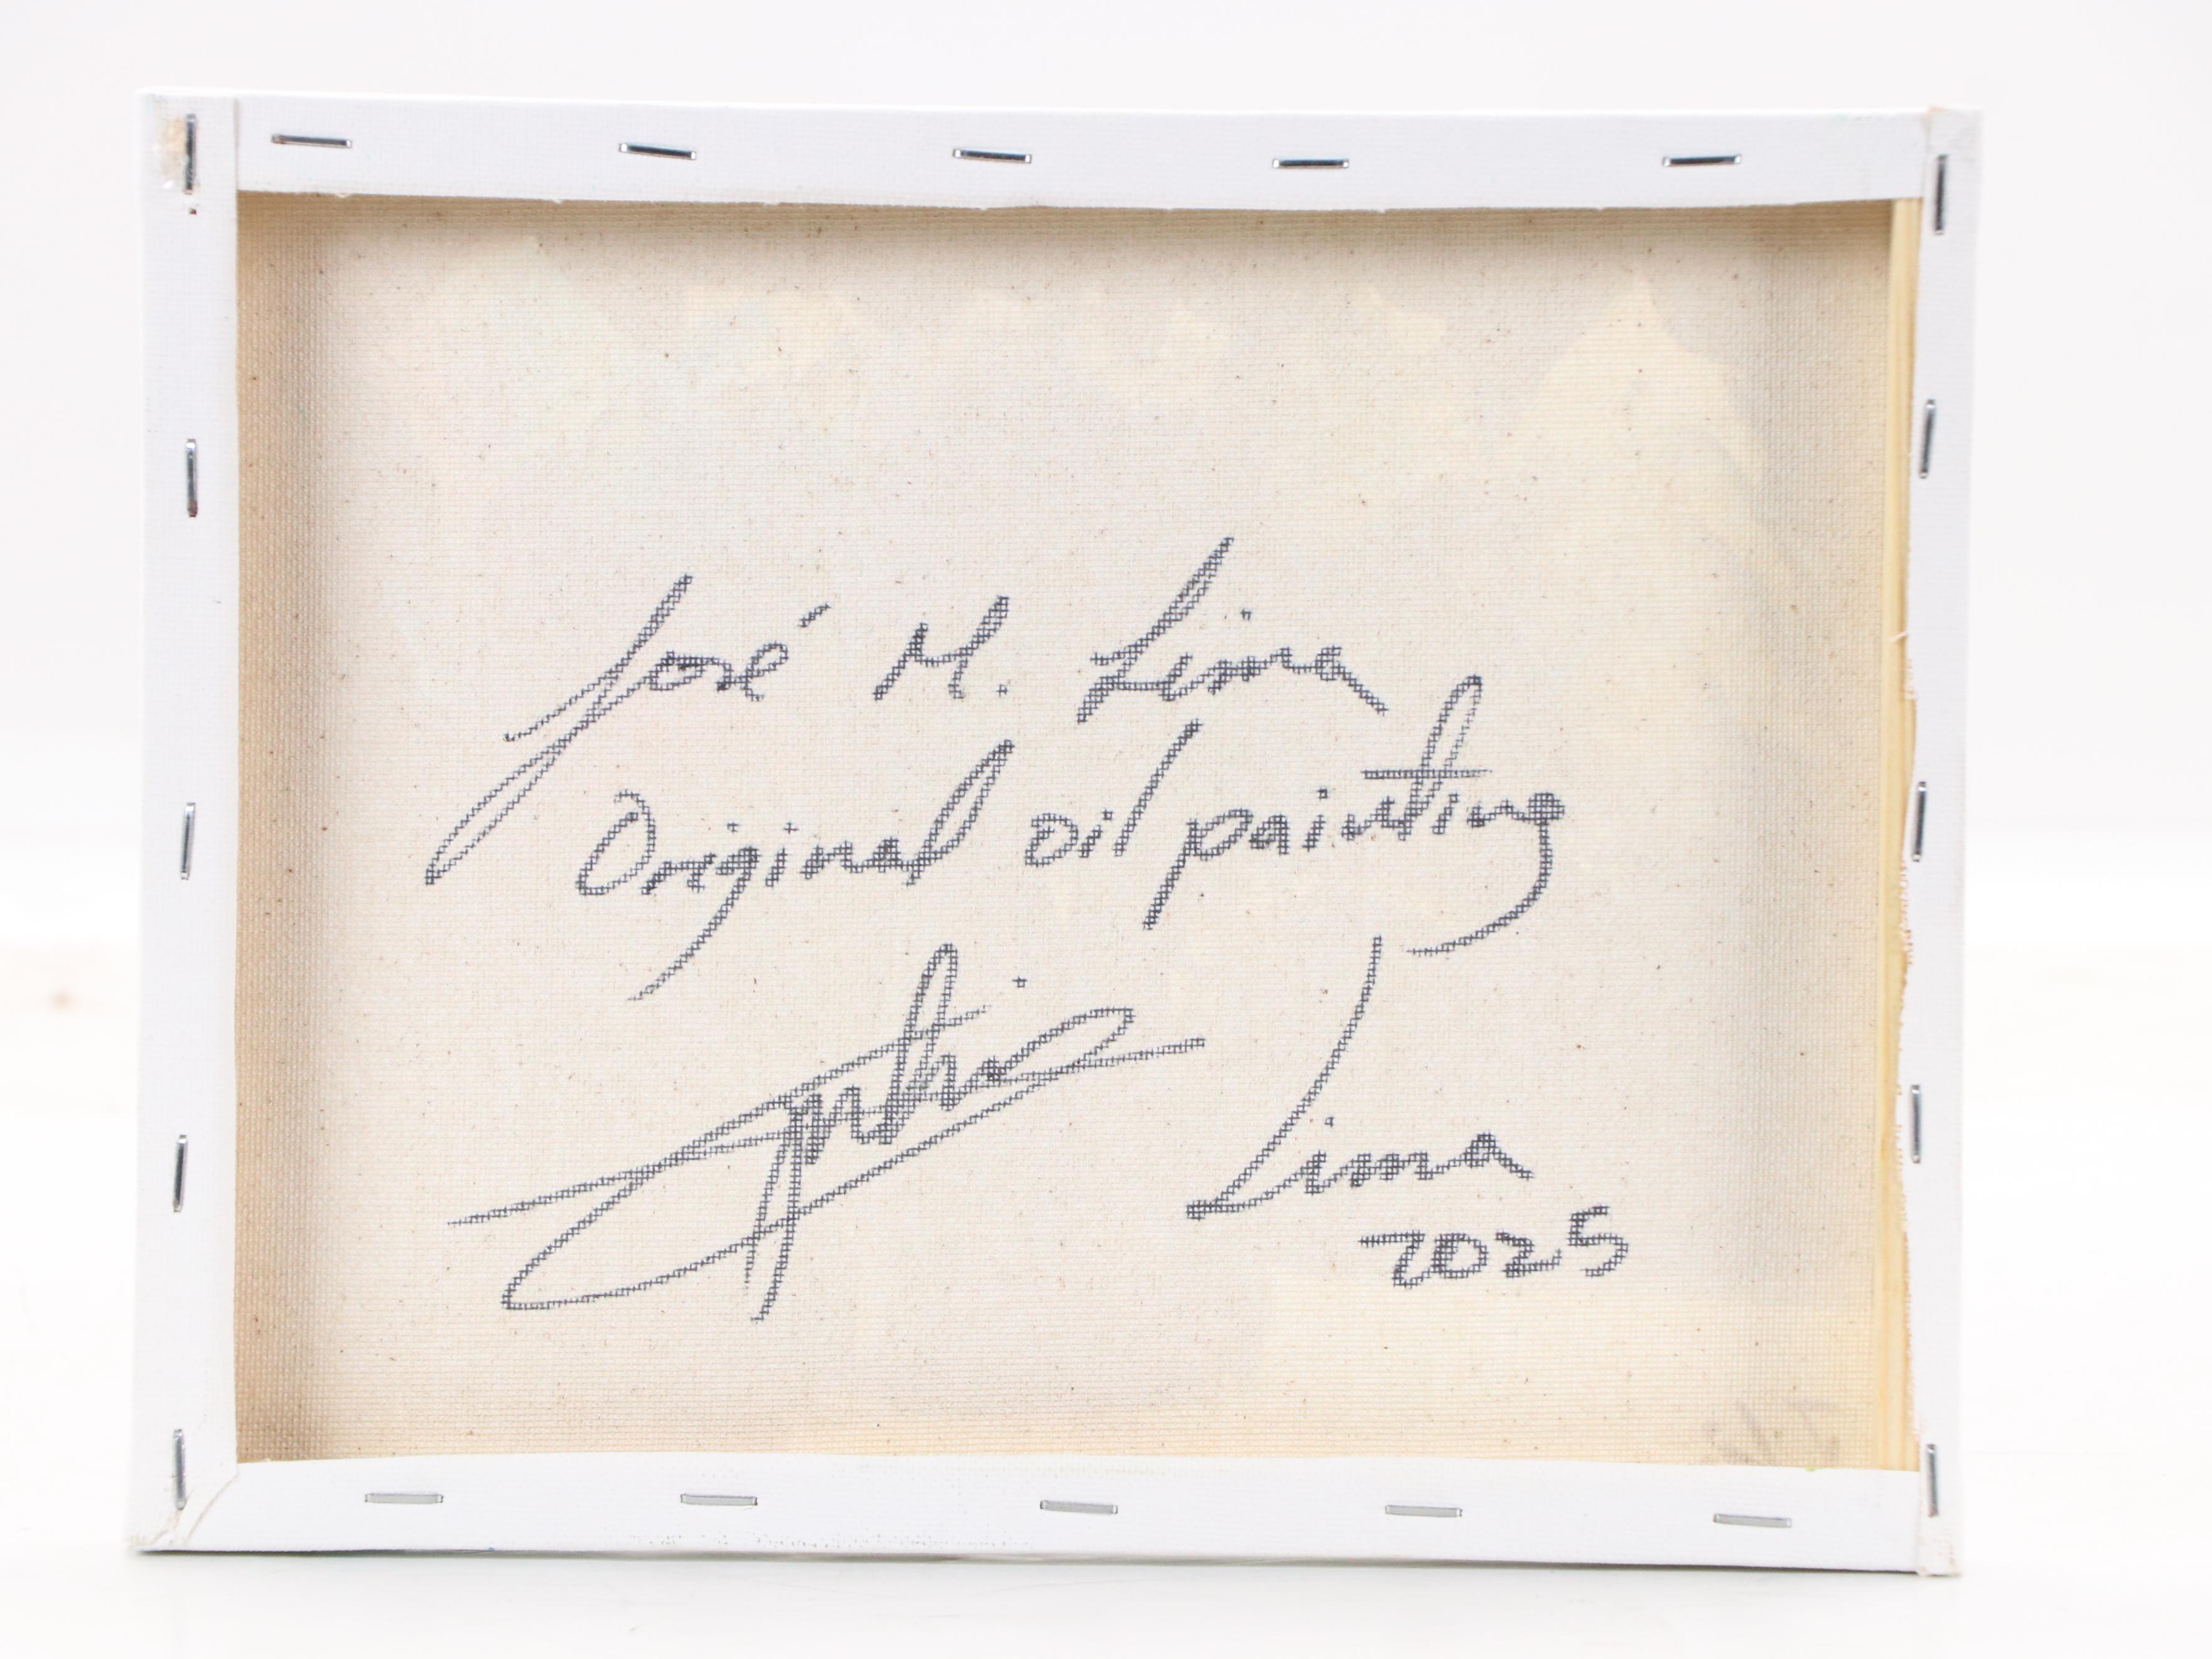 José M. Lima
Original oil painting
Lima
2025